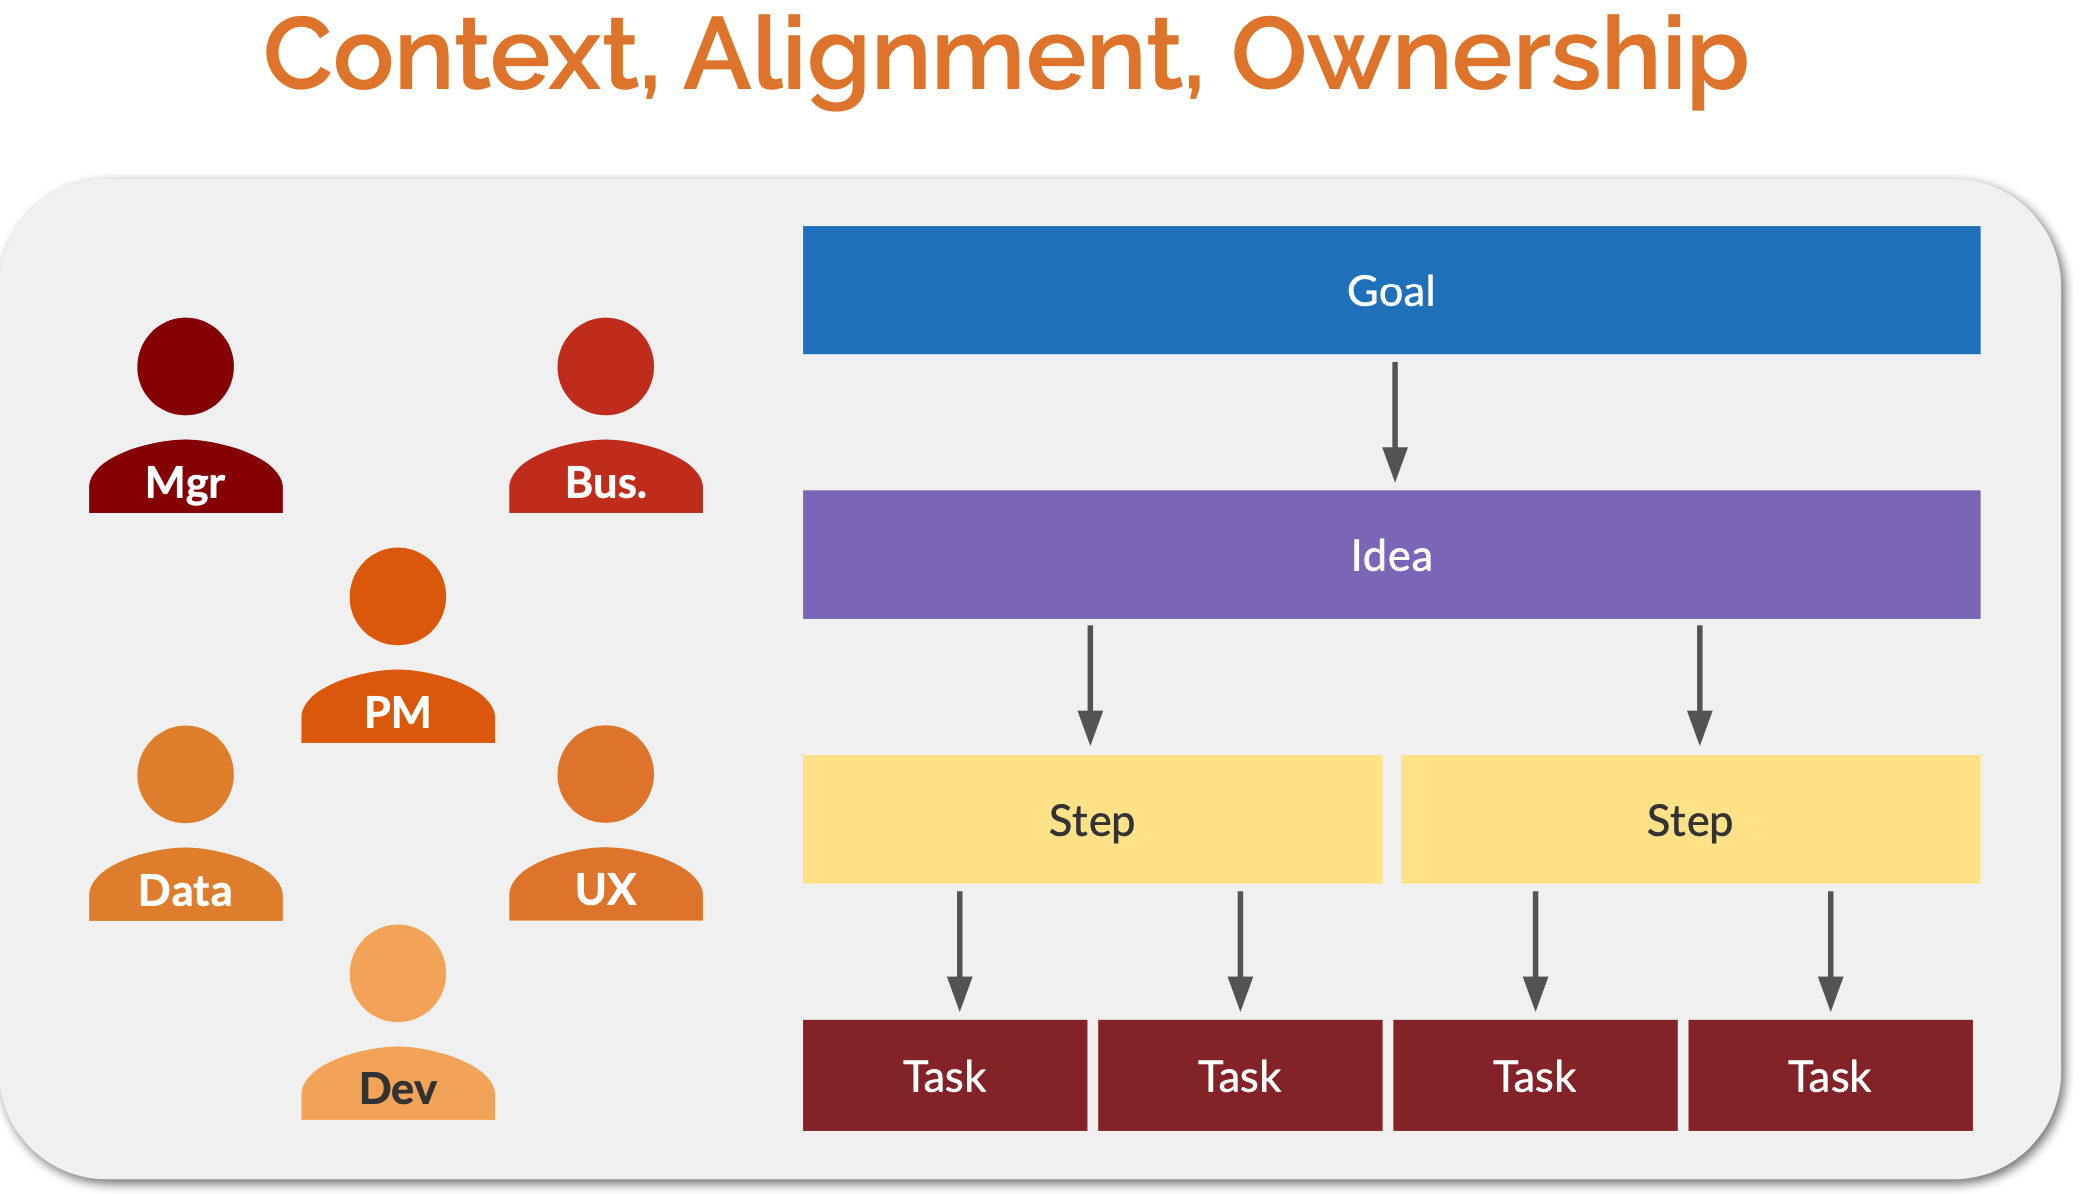 Context, Alignment, Ownership
Mgr
Bus.
PM
Data
UX
Dev
Goal
Idea
Step
Step
Task
Task
Task
Task